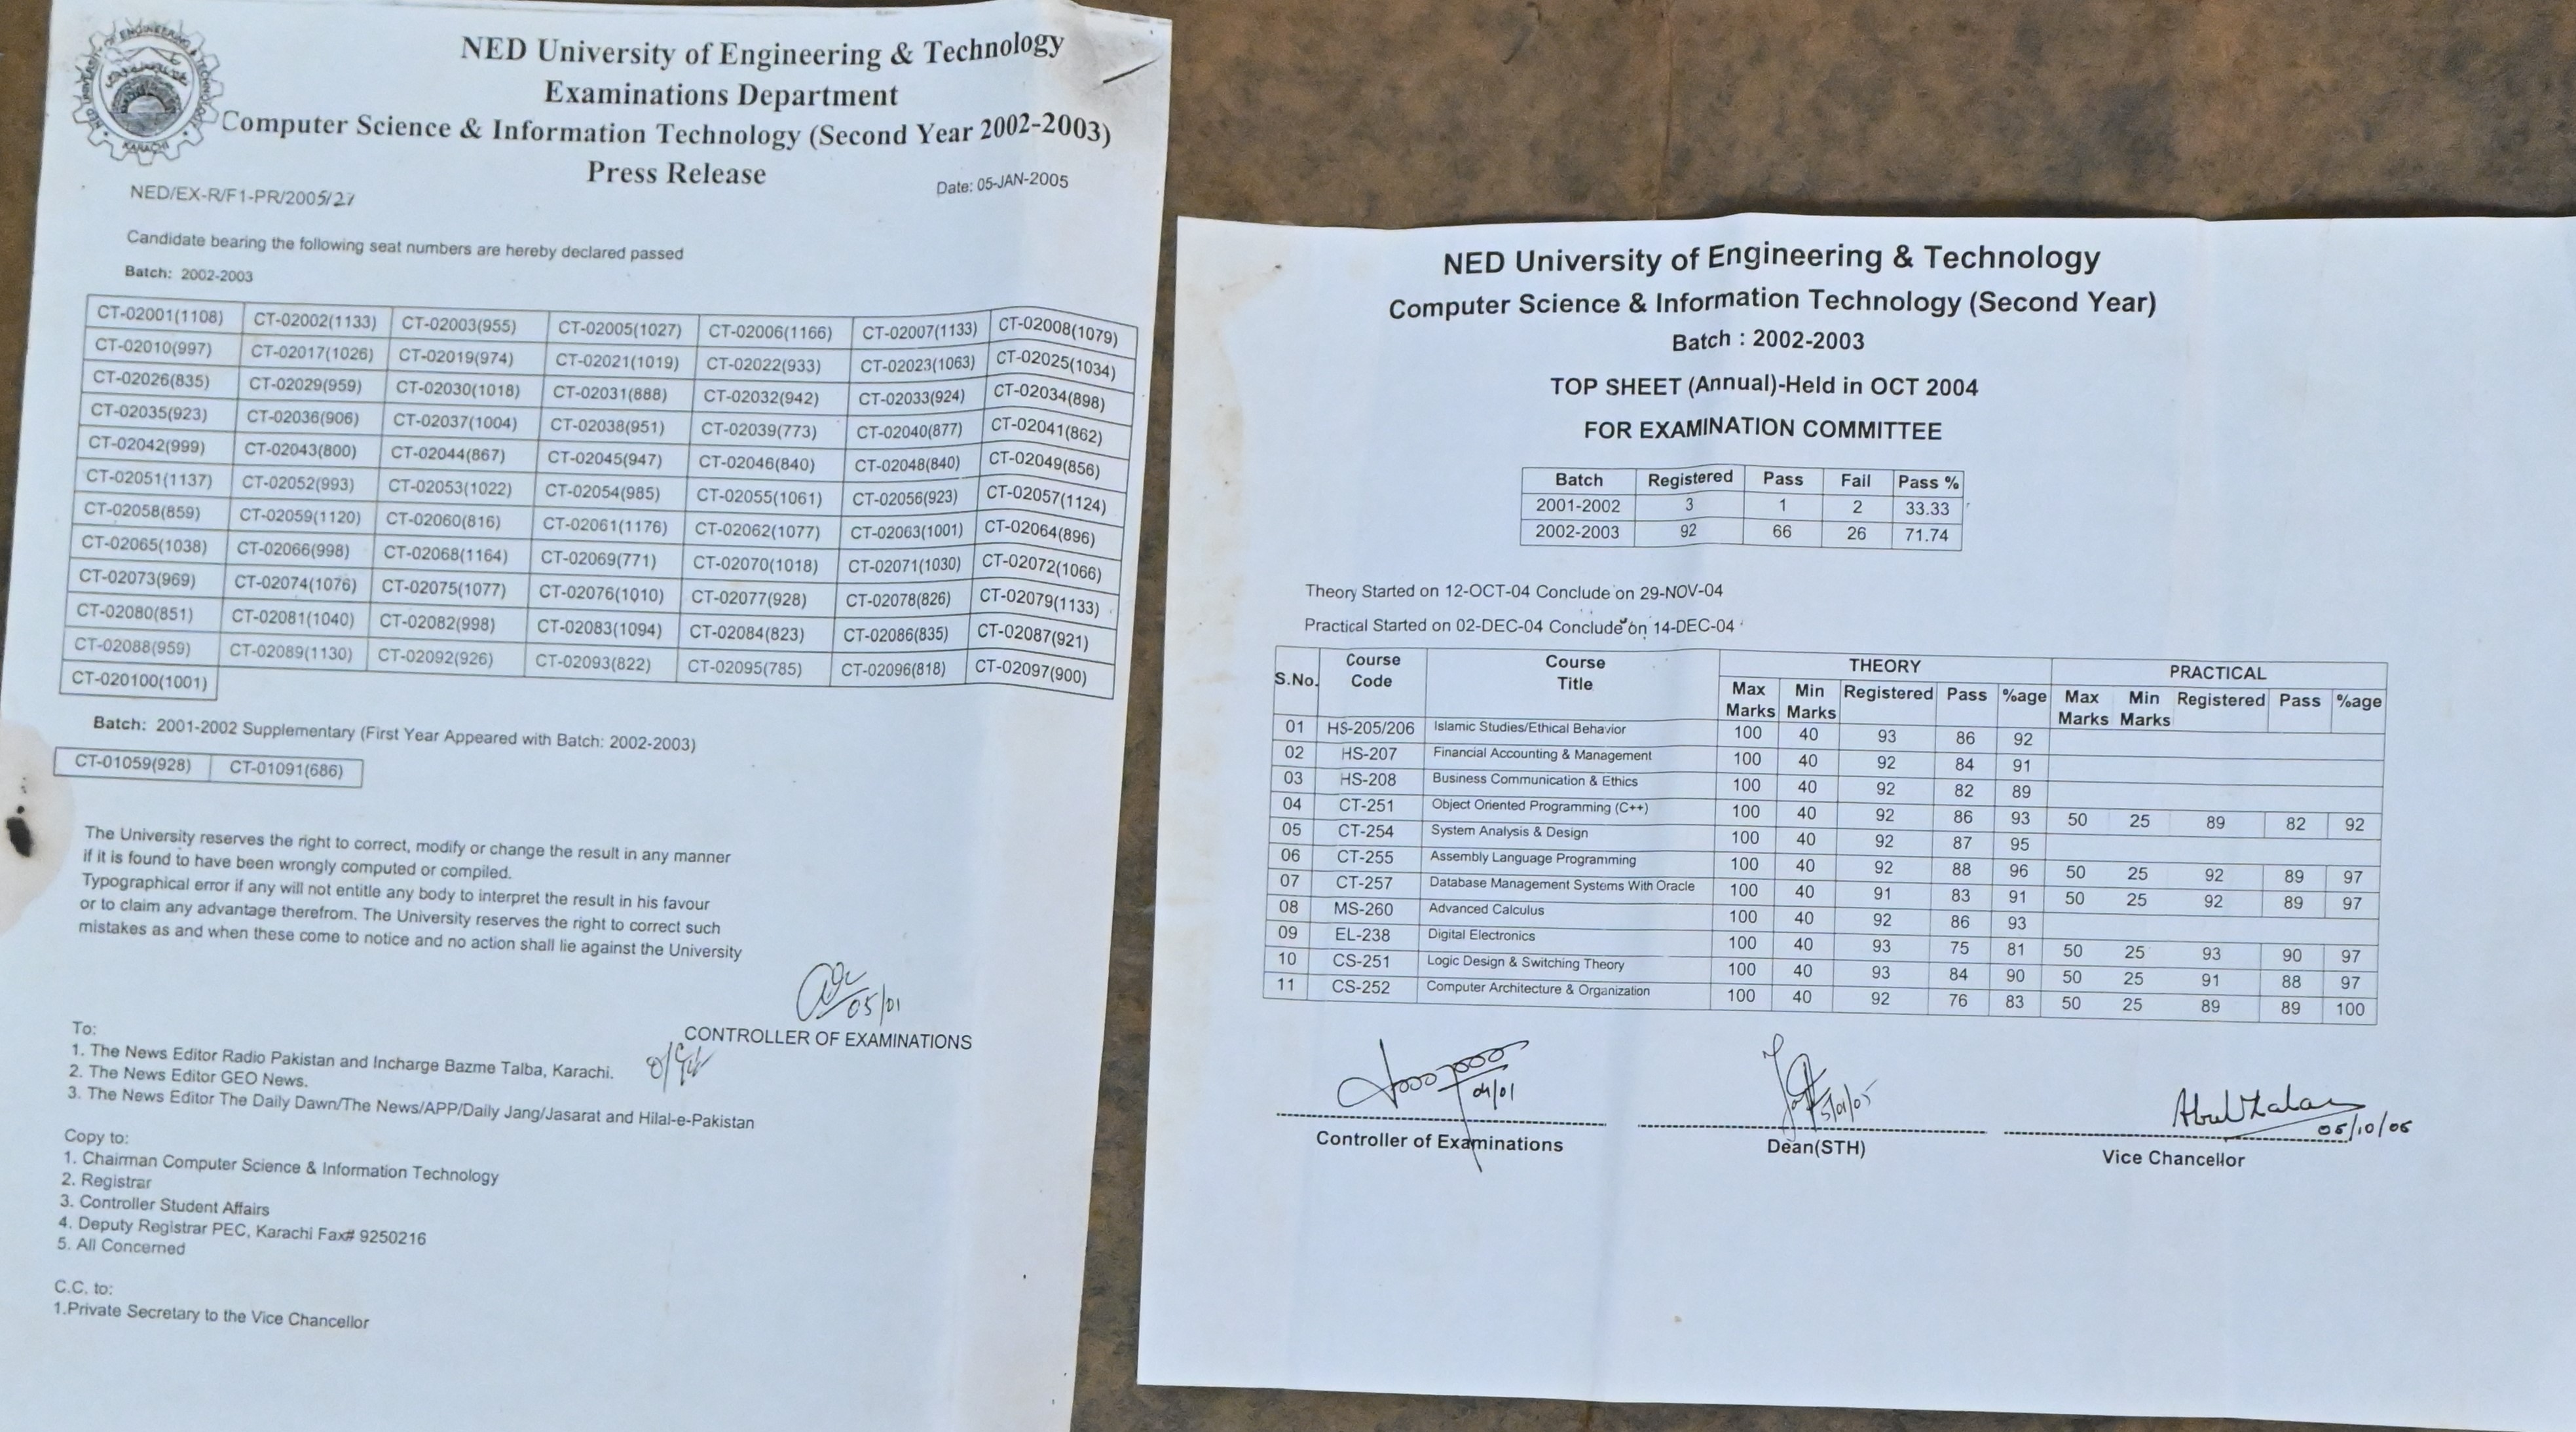 NED University of Engineering & Technology
Examinations Department
Computer Science & Information Technology (Second Year 2002-2003)
Press Release
NED/EX-R/F1-PR/2005/27
Date: 05-JAN-2005
Candidate bearing the following seat numbers are hereby declared passed
Batch: 2002-2003
CT-02001(1108) CT-02002(1133) CT-02003(955) CT-02005(1027) CT-02006(1166) CT-02007(1133) CT-02008(1079)
CT-02010(997) CT-02017(1026) CT-02019(974) CT-02021(1019) CT-02022(933) CT-02023(1063) CT-02025(1034)
CT-02026(835) CT-02029(959) CT-02030(1018) CT-02031(888) CT-02032(942) CT-02033(924) CT-02034(898)
CT-02035(923) CT-02036(906) CT-02037(1004) CT-02038(951) CT-02039(773) CT-02040(877) CT-02041(862)
CT-02042(999) CT-02043(800) CT-02044(867) CT-02045(947) CT-02046(840) CT-02048(840) CT-02049(856)
CT-02051(1137) CT-02052(993) CT-02053(1022) CT-02054(985) CT-02055(1061) CT-02056(923) CT-02057(1124)
CT-02058(859) CT-02059(1120) CT-02060(816) CT-02061(1176) CT-02062(1077) CT-02063(1001) CT-02064(896)
CT-02065(1038) CT-02066(998) CT-02068(1164) CT-02069(771) CT-02070(1018) CT-02071(1030) CT-02072(1066)
CT-02073(969) CT-02074(1076) CT-02075(1077) CT-02076(1010) CT-02077(928) CT-02078(826) CT-02079(1133)
CT-02080(851) CT-02081(1040) CT-02082(998) CT-02083(1094) CT-02084(823) CT-02086(835) CT-02087(921)
CT-02088(959) CT-02089(1130) CT-02092(926) CT-02093(822) CT-02095(785) CT-02096(818) CT-02097(900)
CT-020100(1001)
Batch: 2001-2002 Supplementary (First Year Appeared with Batch: 2002-2003)
CT-01059(928) CT-01091(686)
The University reserves the right to correct, modify or change the result in any manner
if it is found to have been wrongly computed or compiled.
Typographical error if any will not entitle any body to interpret the result in his favour
or to claim any advantage therefrom. The University reserves the right to correct such
mistakes as and when these come to notice and no action shall lie against the University
05/01
CONTROLLER OF EXAMINATIONS
To:
1. The News Editor Radio Pakistan and Incharge Bazme Talba, Karachi.
2. The News Editor GEO News.
3. The News Editor The Daily Dawn/The News/APP/Daily Jang/Jasarat and Hilal-e-Pakistan
Copy to:
1. Chairman Computer Science & Information Technology
2. Registrar
3. Controller Student Affairs
4. Deputy Registrar PEC, Karachi Fax# 9250216
5. All Concerned
C.C. to:
1.Private Secretary to the Vice Chancellor
NED University of Engineering & Technology
Computer Science & Information Technology (Second Year)
Batch : 2002-2003
TOP SHEET (Annual)-Held in OCT 2004
FOR EXAMINATION COMMITTEE
Batch Registered Pass Fail Pass %
2001-2002 3 1 2 33.33
2002-2003 92 66 26 71.74
Theory Started on 12-OCT-04 Conclude on 29-NOV-04
Practical Started on 02-DEC-04 Conclude on 14-DEC-04
S.No. Course Code Course Title THEORY PRACTICAL
Max Marks Min Marks Registered Pass %age Max Marks Min Marks Registered Pass %age
01 HS-205/206 Islamic Studies/Ethical Behavior 100 40 93 86 92
02 HS-207 Financial Accounting & Management 100 40 92 84 91
03 HS-208 Business Communication & Ethics 100 40 92 82 89
04 CT-251 Object Oriented Programming (C++) 100 40 92 86 93 50 25 89 82 92
05 CT-254 System Analysis & Design 100 40 92 87 95
06 CT-255 Assembly Language Programming 100 40 92 88 96 50 25 92 89 97
07 CT-257 Database Management Systems With Oracle 100 40 91 83 91 50 25 92 89 97
08 MS-260 Advanced Calculus 100 40 92 86 93
09 EL-238 Digital Electronics 100 40 93 75 81 50 25 93 90 97
10 CS-251 Logic Design & Switching Theory 100 40 93 84 90 50 25 91 88 97
11 CS-252 Computer Architecture & Organization 100 40 92 76 83 50 25 89 89 100
04/01
5/01/05
Controller of Examinations
Dean(STH)
Vice Chancellor